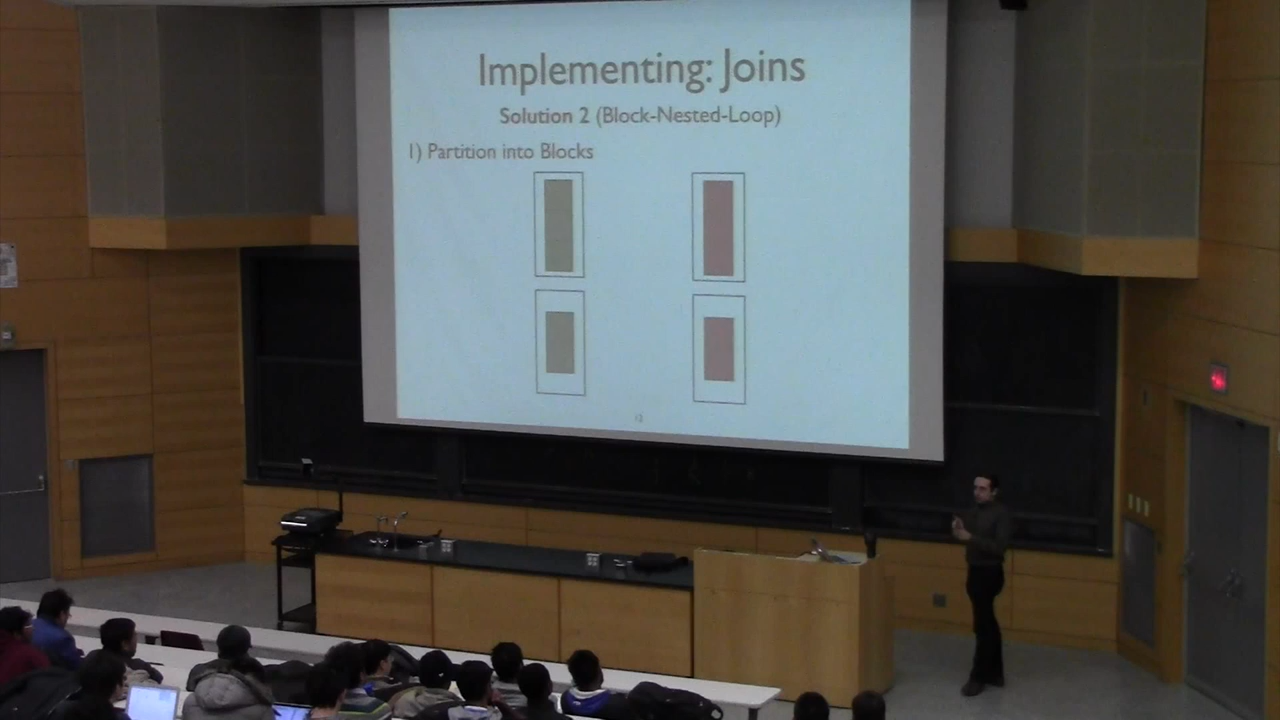 Implementing: Joins
Solution 2 (Block-Nested-Loop)
1) Partition into Blocks